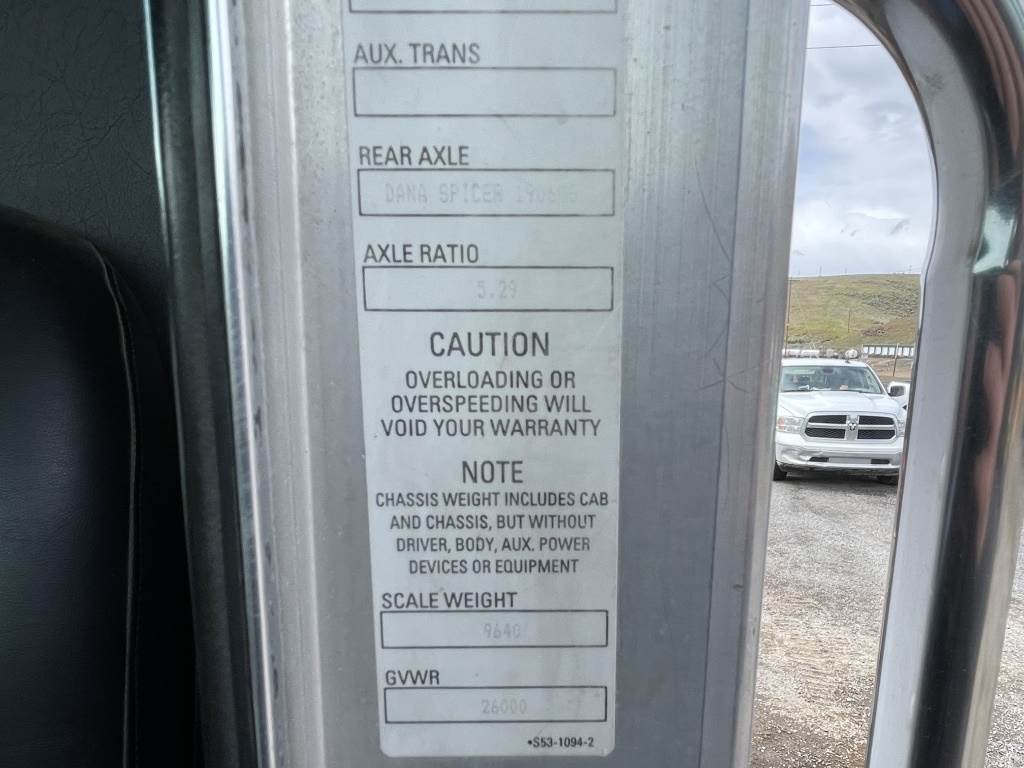 AUX. TRANS
REAR AXLE
DANA SPICER
AXLE RATIO
5.29
CAUTION
OVERLOADING OR
OVERSPEEDING WILL
VOID YOUR WARRANTY
NOTE
CHASSIS WEIGHT INCLUDES CAB
AND CHASSIS, BUT WITHOUT
DRIVER, BODY, AUX. POWER
DEVICES OR EQUIPMENT
SCALE WEIGHT
9640
GVWR
26000
•S53-1094-2